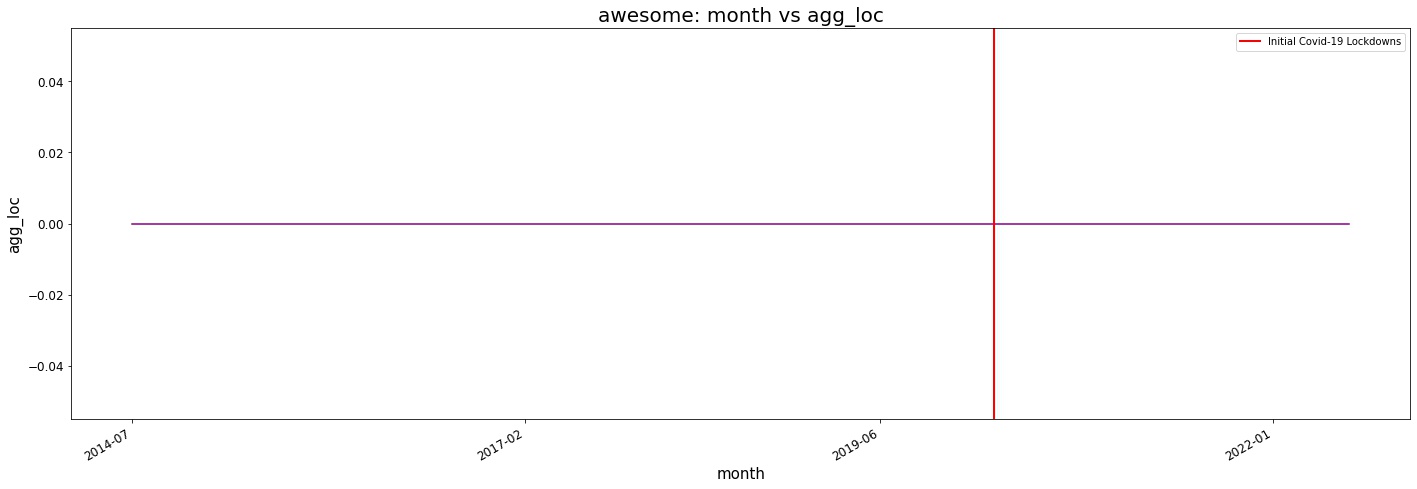 awesome: month vs agg_loc
Initial Covid-19 Lockdowns
0.04
0.02
0.00
−0.02
−0.04
agg_loc
2014-07
2017-02
2019-06
2022-01
month